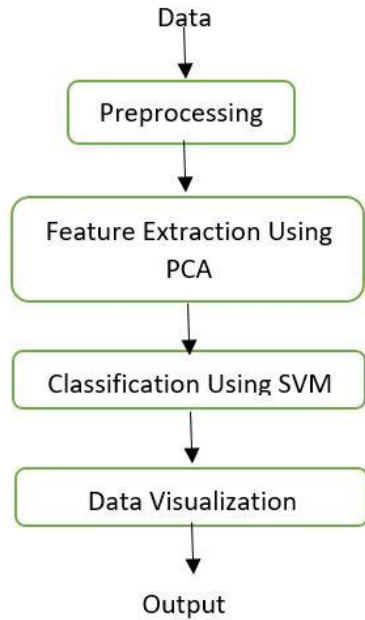 Data
Preprocessing
Feature Extraction Using
PCA
Classification Using SVM
Data Visualization
Output